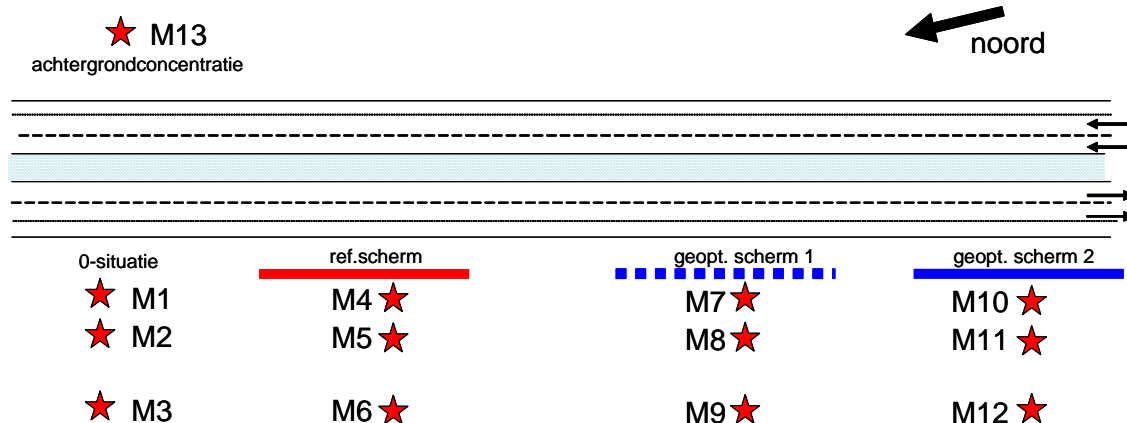 M13
achtergrondconcentratie
noord
0-situatie
ref.scherm
geopt. scherm 1
geopt. scherm 2
M1
M4
M7
M10
M2
M5
M8
M11
M3
M6
M9
M12